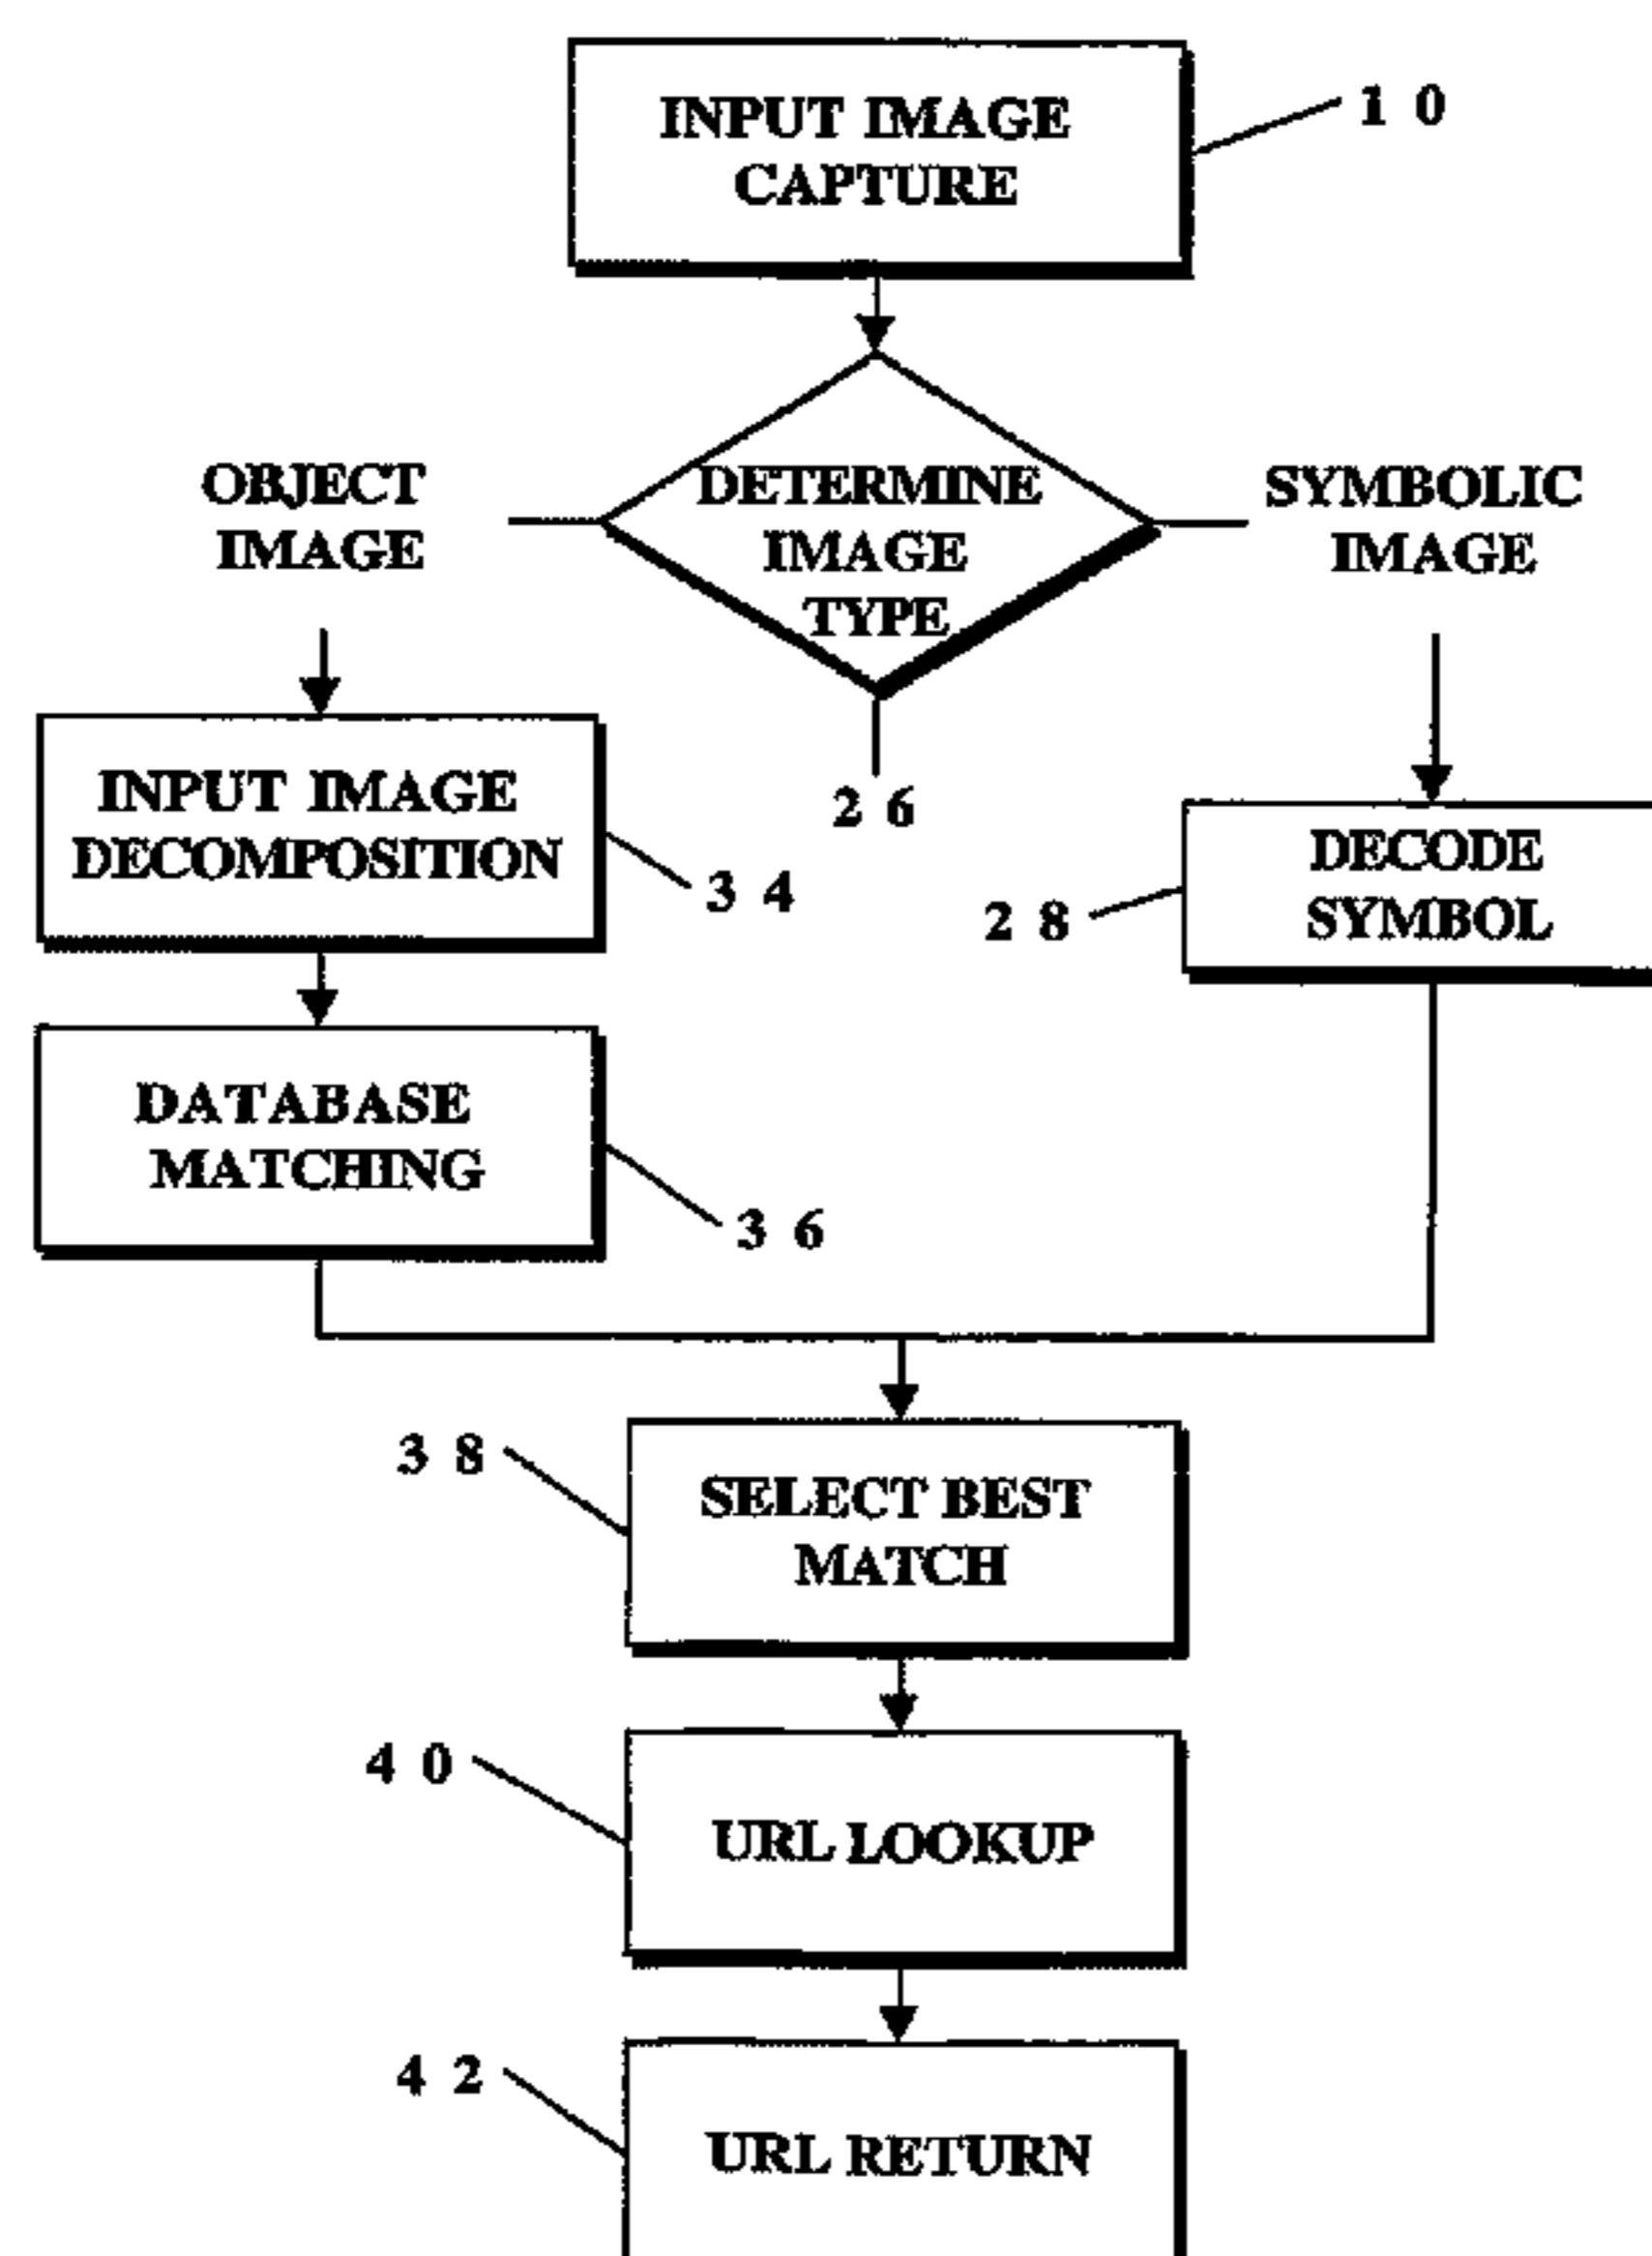 INPUT IMAGE
CAPTURE
1 0
OBJECT
IMAGE
DETERMINE
IMAGE
TYPE
SYMBOLIC
IMAGE
2 6
INPUT IMAGE
DECOMPOSITION
3 4
2 8
DECODE
SYMBOL
DATABASE
MATCHING
3 6
3 8
SELECT BEST
MATCH
4 0
URL LOOKUP
4 2
URL RETURN